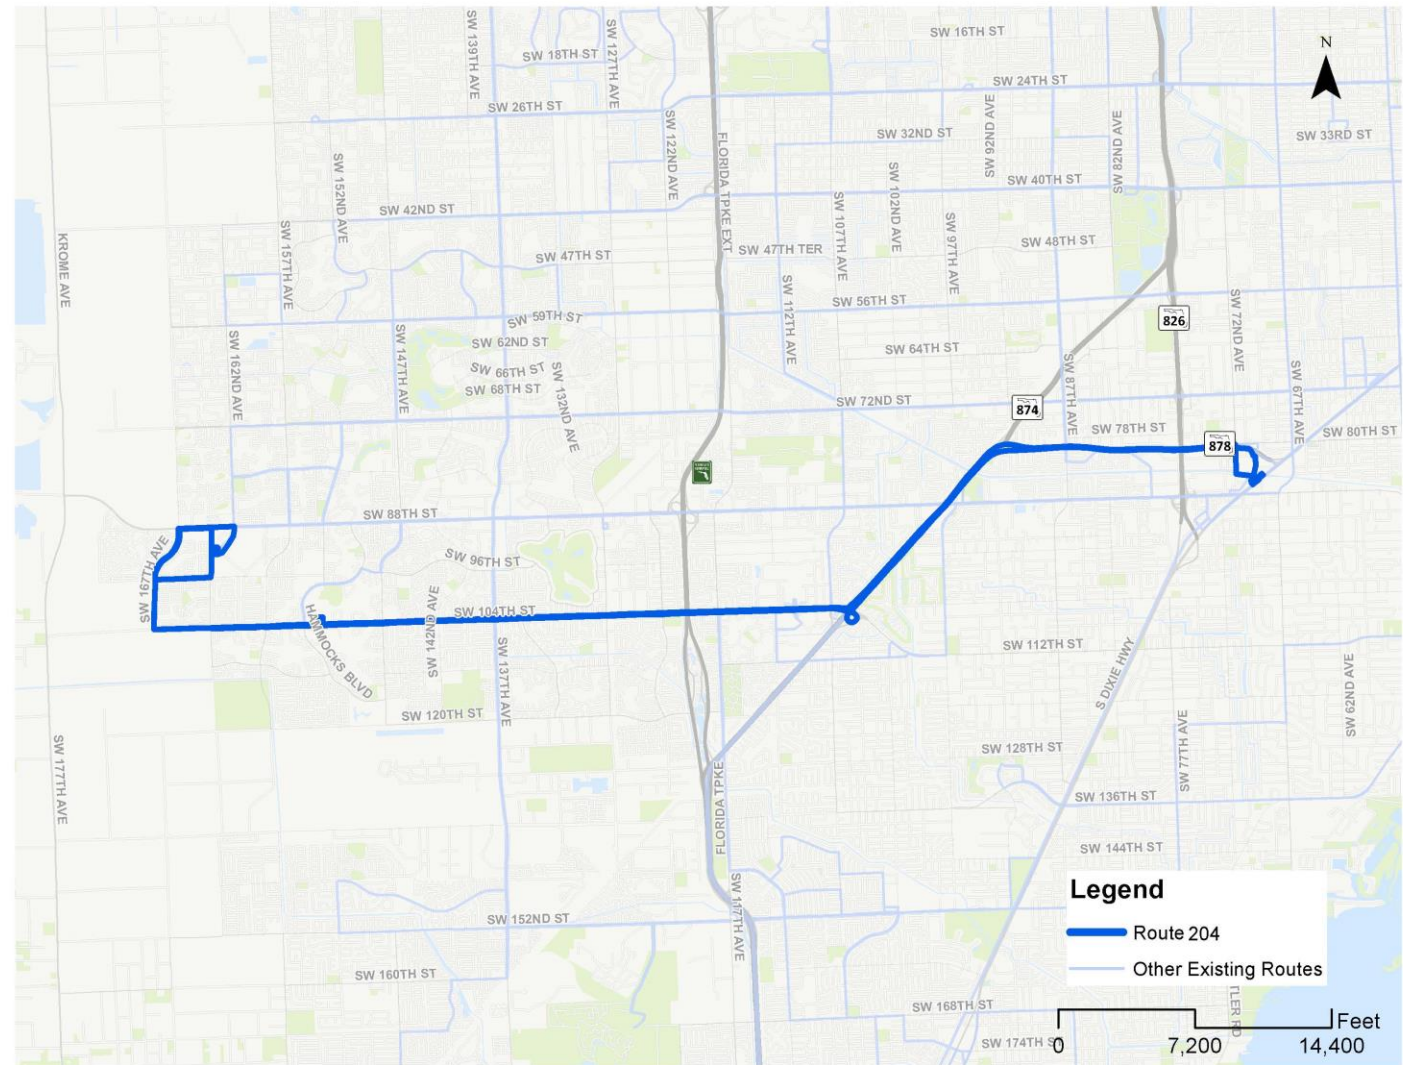 SW 16TH ST
N
SW 139TH AVE
SW 127TH AVE
SW 18TH ST
SW 24TH ST
SW 26TH ST
SW 92ND AVE
SW 82ND AVE
SW 122ND AVE
FLORIDA TPKE EXT
SW 32ND ST
SW 33RD ST
SW 152ND AVE
SW 102ND AVE
SW 40TH ST
SW 107TH AVE
SW 42ND ST
SW 157TH AVE
SW 97TH AVE
KROME AVE
SW 47TH ST
SW 47TH TER
SW 48TH ST
SW 112TH AVE
SW 56TH ST
SW 72ND AVE
826
SW 59TH ST
SW 162ND AVE
SW 147TH AVE
SW 62ND ST
SW 64TH ST
SW 87TH AVE
SW 66TH ST
SW 68TH ST
SW 132ND AVE
SW 67TH AVE
SW 72ND ST
874
SW 78TH ST
SW 80TH ST
878
SW 88TH ST
SW 167TH AVE
SW 96TH ST
SW 142ND AVE
HAMMOCKS BLVD
SW 104TH ST
SW 137TH AVE
SW 112TH ST
S DIXIE HWY
SW 62ND AVE
SW 120TH ST
SW 77TH AVE
SW 177TH AVE
SW 128TH ST
FLORIDA TPKE
SW 136TH ST
SW 144TH ST
SW 117TH AVE
Legend
SW 152ND ST
Route 204
SW 160TH ST
Other Existing Routes
SW 168TH ST
TLER RD
SW 174TH ST
Feet
0 7,200 14,400